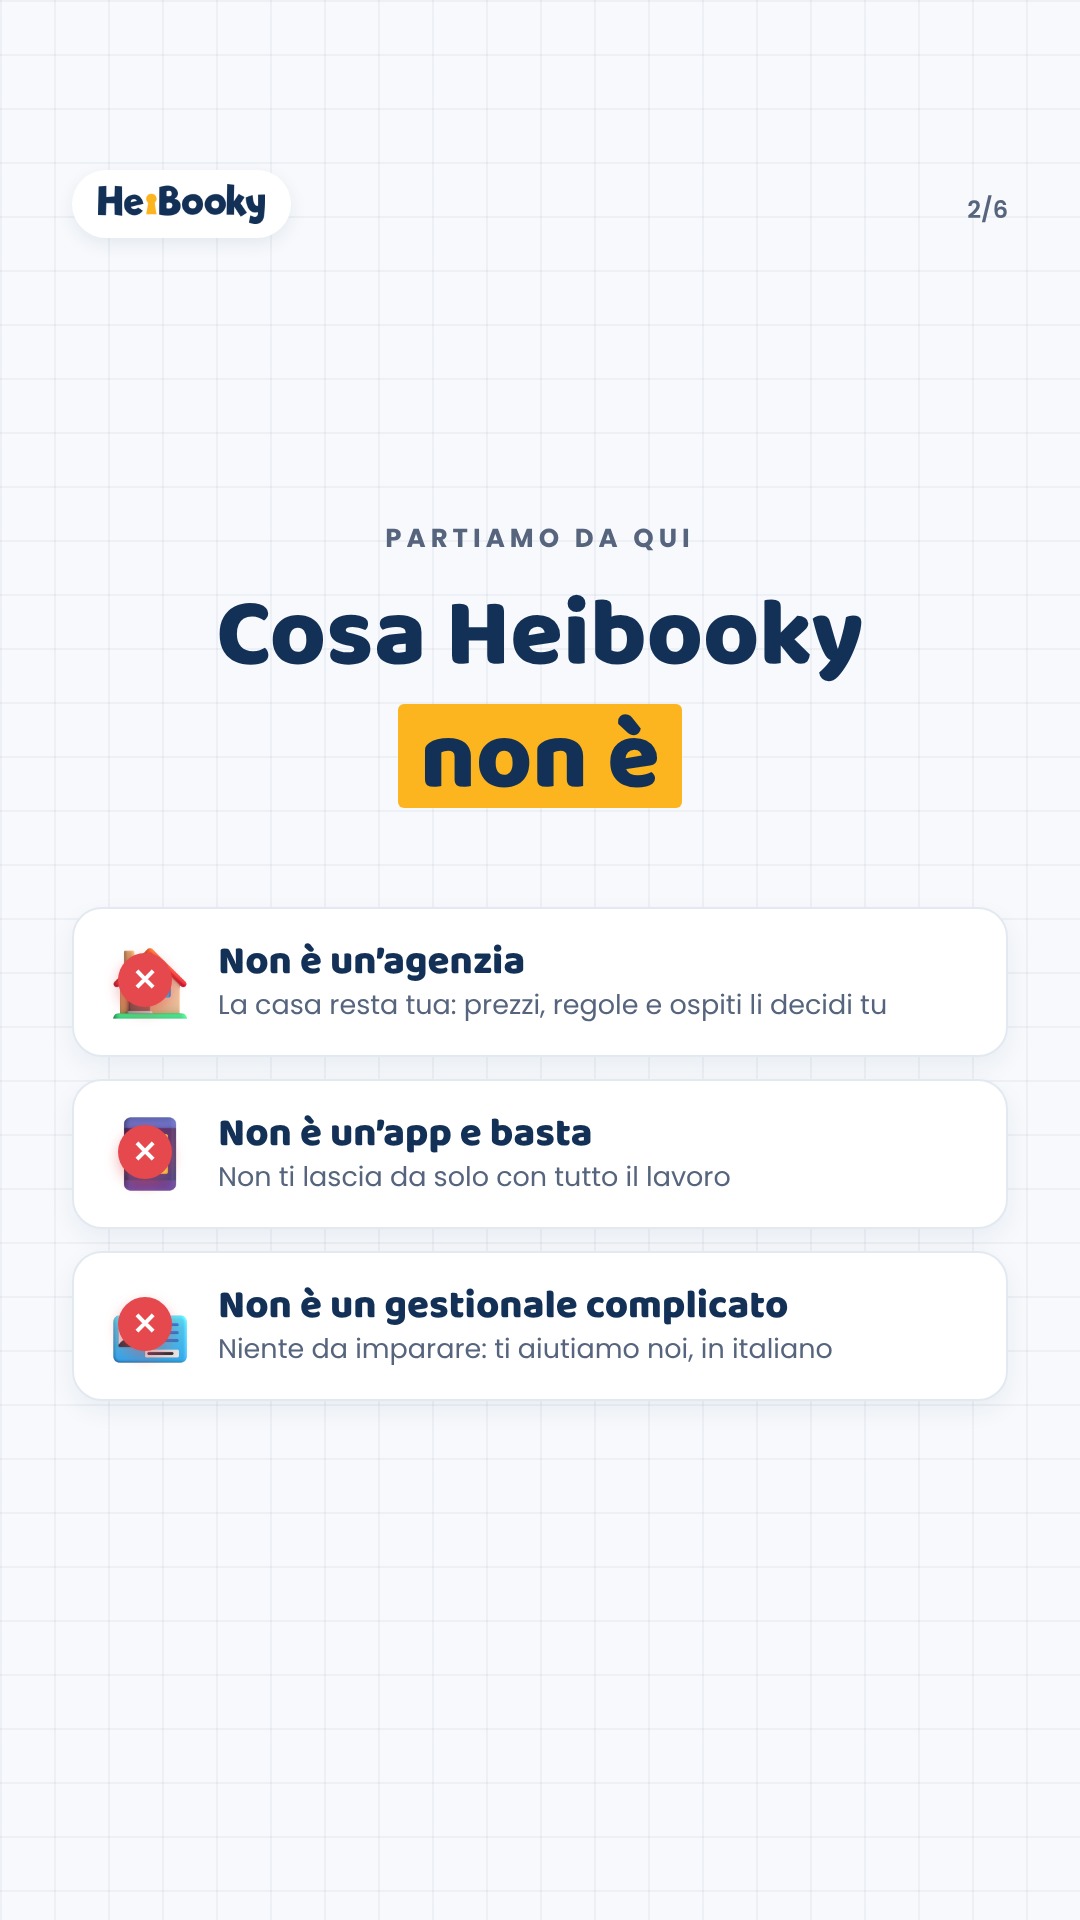 HeiBooky
2/6
PARTIAMO DA QUI
Cosa Heibooky
non è
Non è un’agenzia
La casa resta tua: prezzi, regole e ospiti li decidi tu
Non è un’app e basta
Non ti lascia da solo con tutto il lavoro
Non è un gestionale complicato
Niente da imparare: ti aiutiamo noi, in italiano